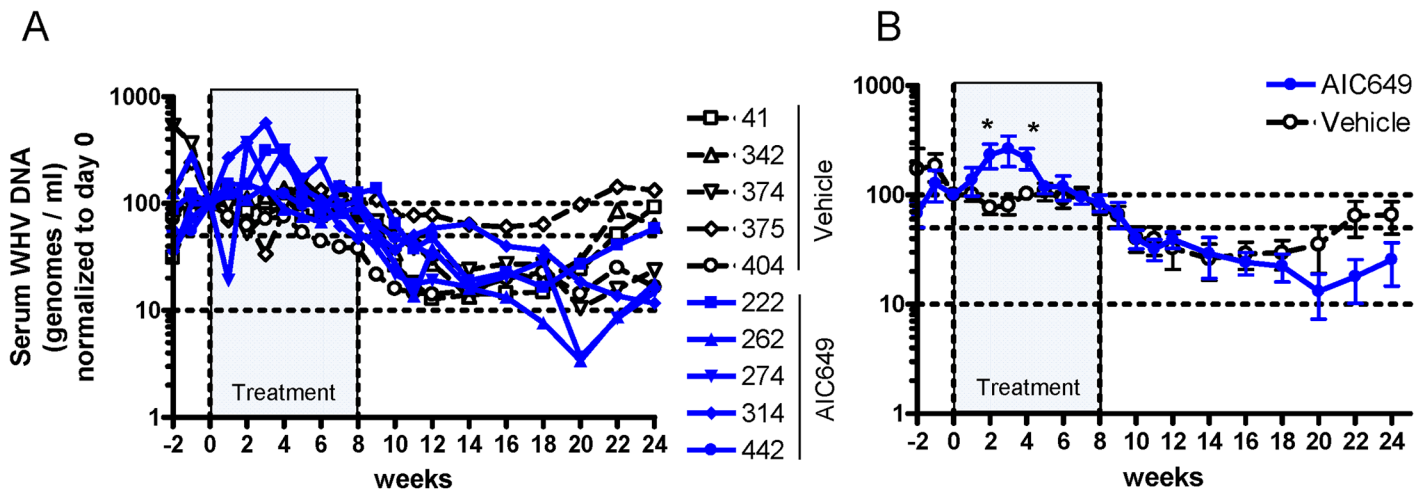 A
B
Serum WHV DNA
(genomes / ml)
normalized to day 0
1000
100
10
1
Treatment
-2 0 2 4 6 8 10 12 14 16 18 20 22 24
weeks
41
342
374
375
404
Vehicle
222
262
274
314
442
AIC649
1000
100
10
1
* *
Treatment
-2 0 2 4 6 8 10 12 14 16 18 20 22 24
weeks
AIC649
Vehicle